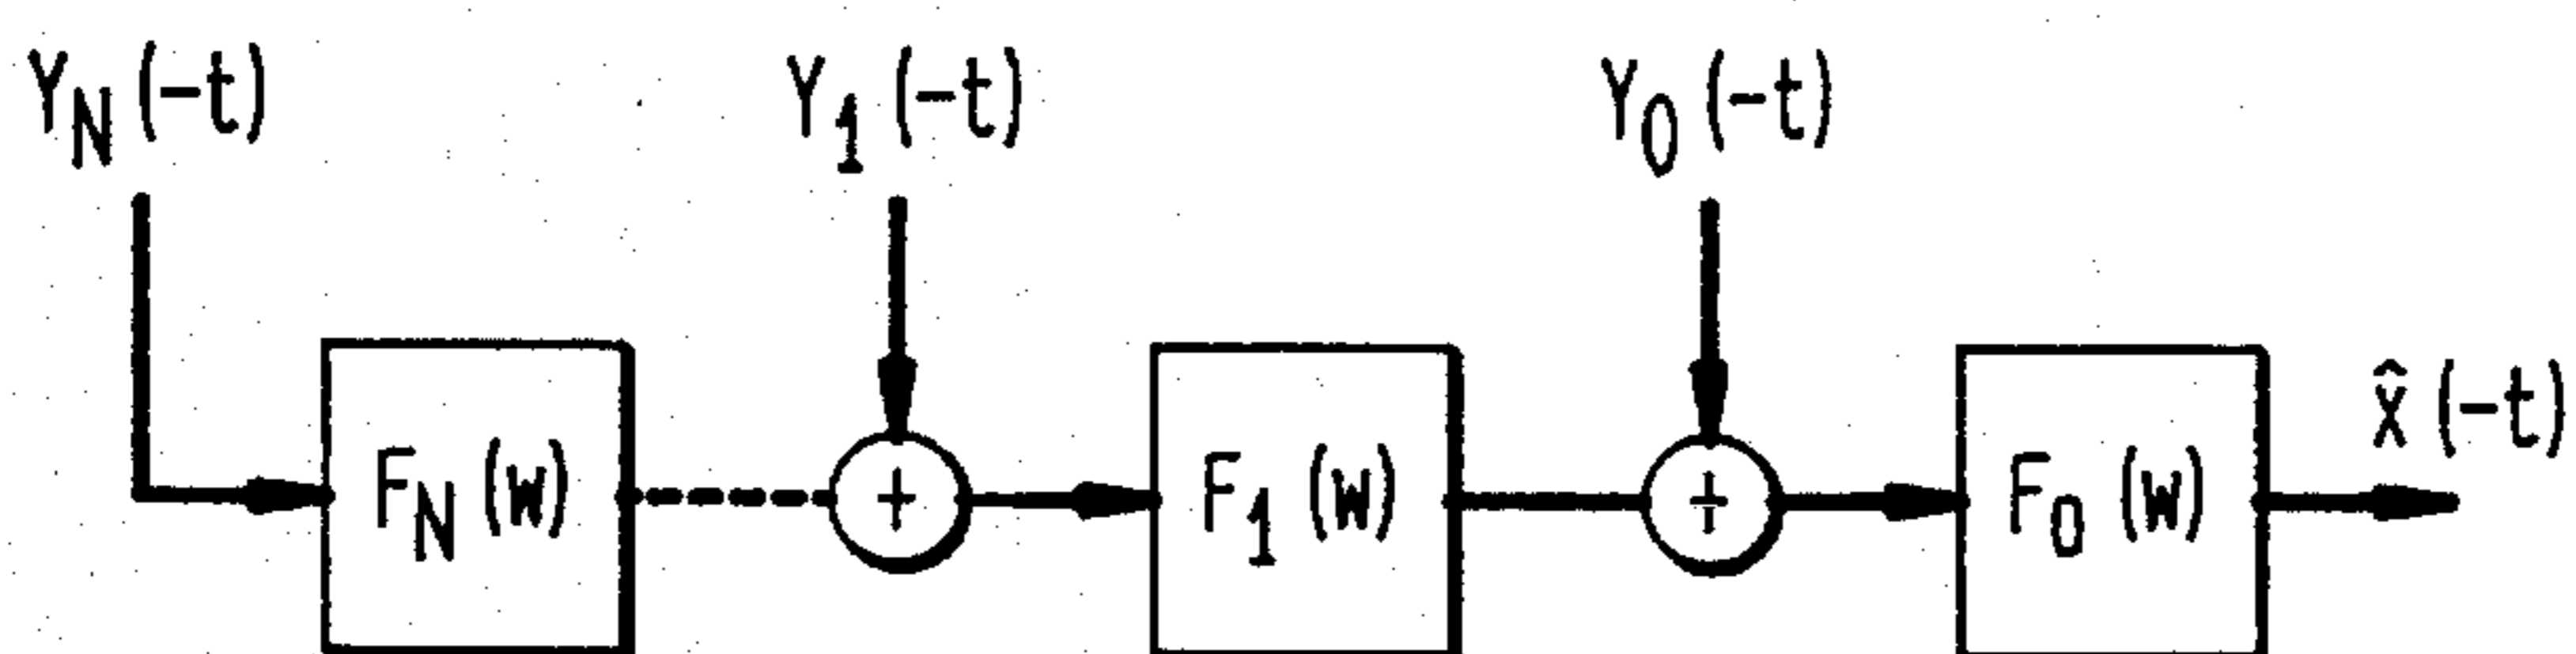 Y_N (-t) Y_1 (-t) Y_0 (-t)
F_N (W) + F_1 (W) + F_0 (W) x̂ (-t)